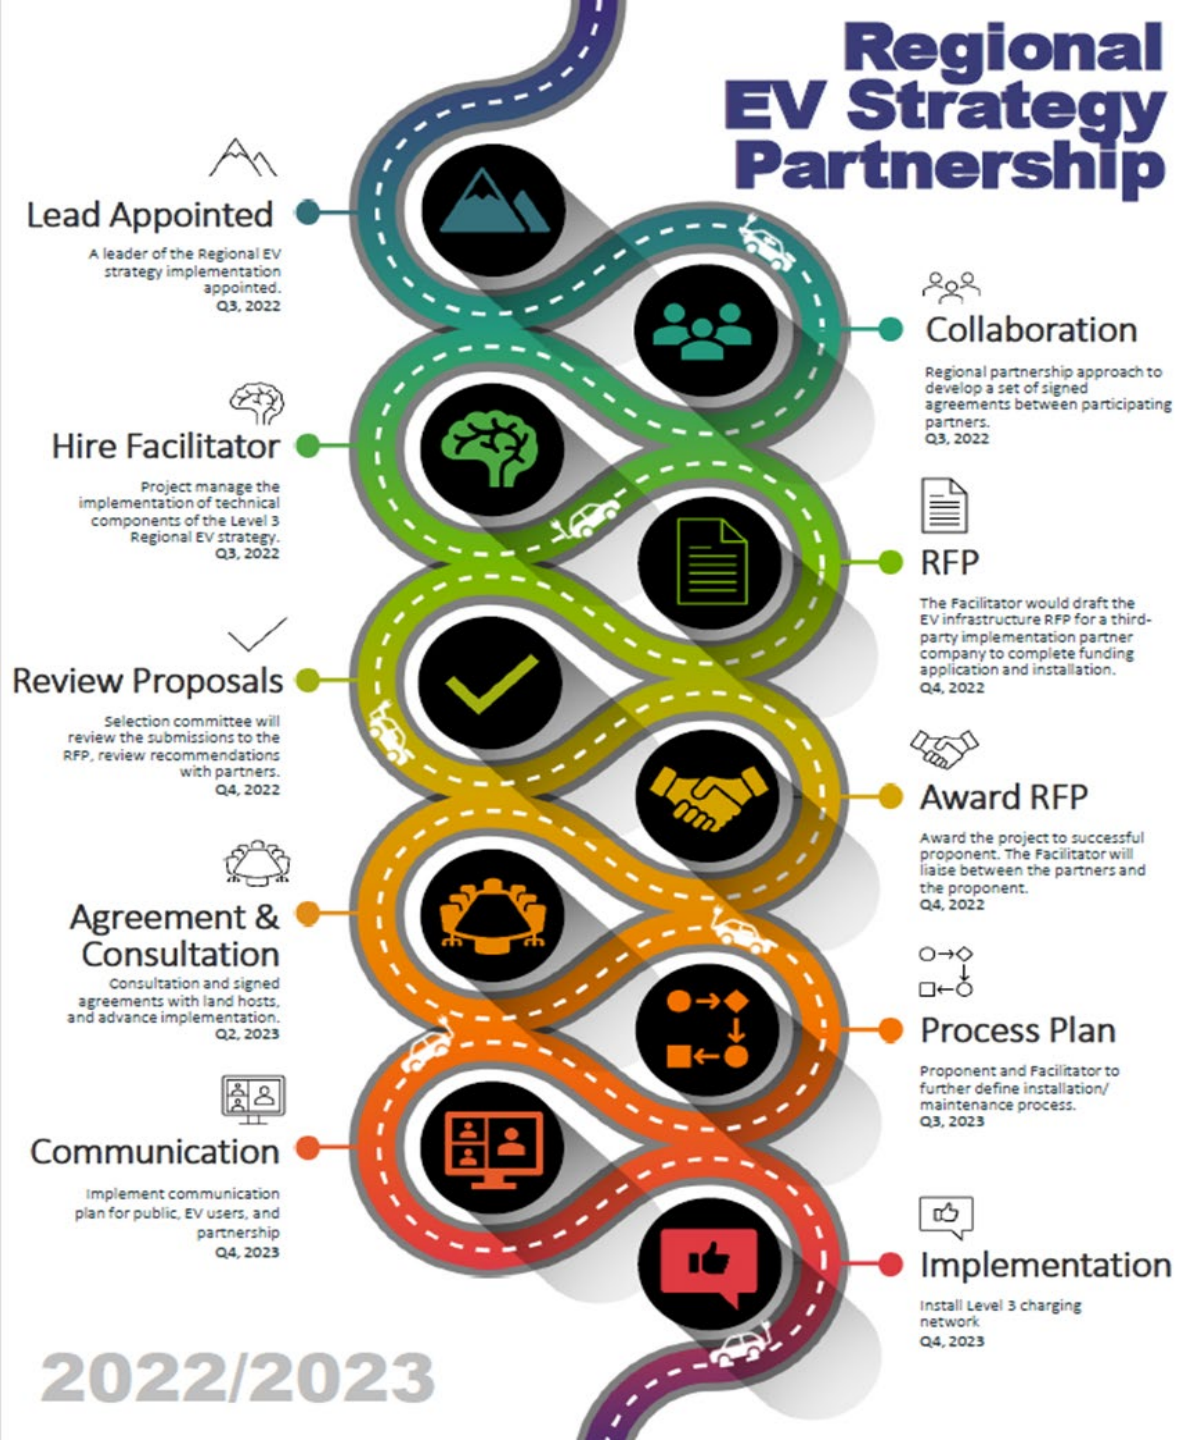 Regional
EV Strategy
Partnership
Lead Appointed
A leader of the Regional EV
strategy implementation
appointed.
Q3, 2022
Collaboration
Regional partnership approach to
develop a set of signed
agreements between participating
partners.
Q3, 2022
Hire Facilitator
Project manage the
implementation of technical
components of the Level 3
Regional EV strategy.
Q3, 2022
RFP
The Facilitator would draft the
EV infrastructure RFP for a third-
party implementation partner
company to complete funding
application and installation.
Q4, 2022
Review Proposals
Selection committee will
review the submissions to the
RFP, review recommendations
with partners.
Q4, 2022
Award RFP
Award the project to successful
proponent. The Facilitator will
liaise between the partners and
the proponent.
Q4, 2022
Agreement &
Consultation
Consultation and signed
agreements with land hosts,
and advance implementation.
Q2, 2023
Process Plan
Proponent and Facilitator to
further define installation/
maintenance process.
Q3, 2023
Communication
Implement communication
plan for public, EV users, and
partnership
Q4, 2023
Implementation
Install Level 3 charging
network
Q4, 2023
2022/2023